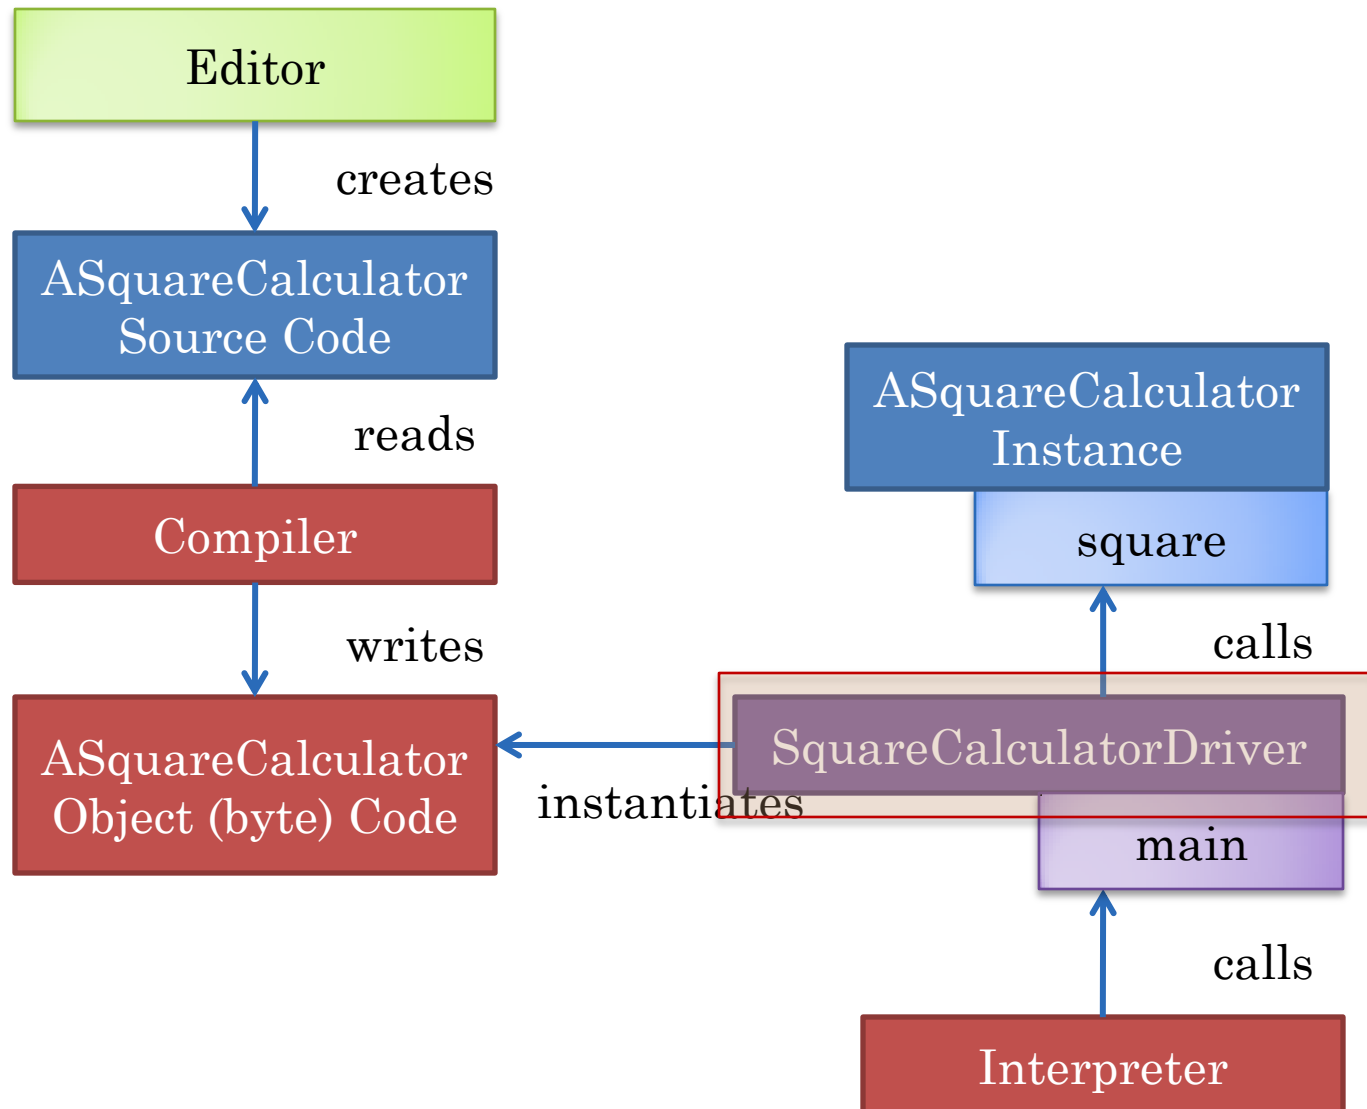 Editor
creates
ASquareCalculator
Source Code
reads
Compiler
writes
ASquareCalculator
Object (byte) Code
instantiates
ASquareCalculator
Instance
square
calls
SquareCalculatorDriver
main
calls
Interpreter